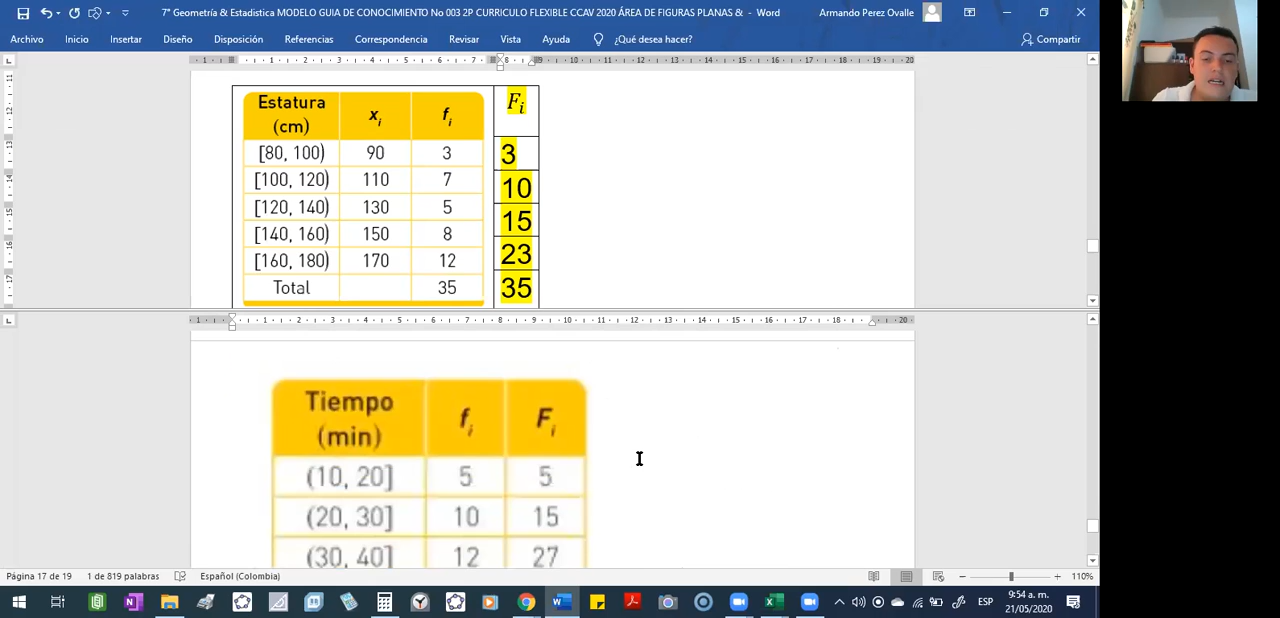 7° Geometría & Estadistica MODELO GUIA DE CONOCIMIENTO No 003 2P CURRICULO FLEXIBLE CCAV 2020 ÁREA DE FIGURAS PLANAS & - Word
Armando Perez Ovalle
Archivo Inicio Insertar Diseño Disposición Referencias Correspondencia Revisar Vista Ayuda ¿Qué desea hacer? Compartir
Estatura (cm) xi fi Fi
[80, 100) 90 3 3
[100, 120) 110 7 10
[120, 140) 130 5 15
[140, 160) 150 8 23
[160, 180) 170 12 35
Total 35
Tiempo (min) fi Fi
(10, 20] 5 5
(20, 30] 10 15
(30, 40] 12 27
Página 17 de 19 1 de 819 palabras Español (Colombia) 110%
ESP
9:54 a. m.
21/05/2020